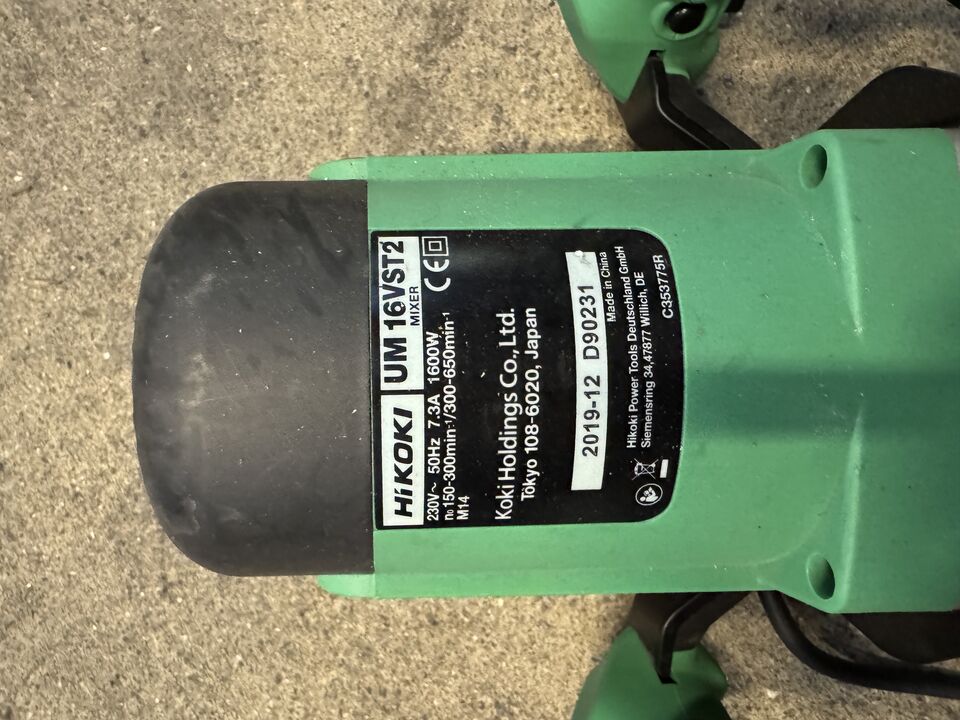 HiKOKI UM 16VST2
MIXER
230V~ 50Hz 7.3A 1600W
n₀ 150-300min⁻¹/300-650min⁻¹
M14
CE
Koki Holdings Co., Ltd.
Tokyo 108-6020, Japan
2019-12 D90231
Made in China
Hikoki Power Tools Deutschland GmbH
Siemensring 34,47877 Willich, DE
C353775R